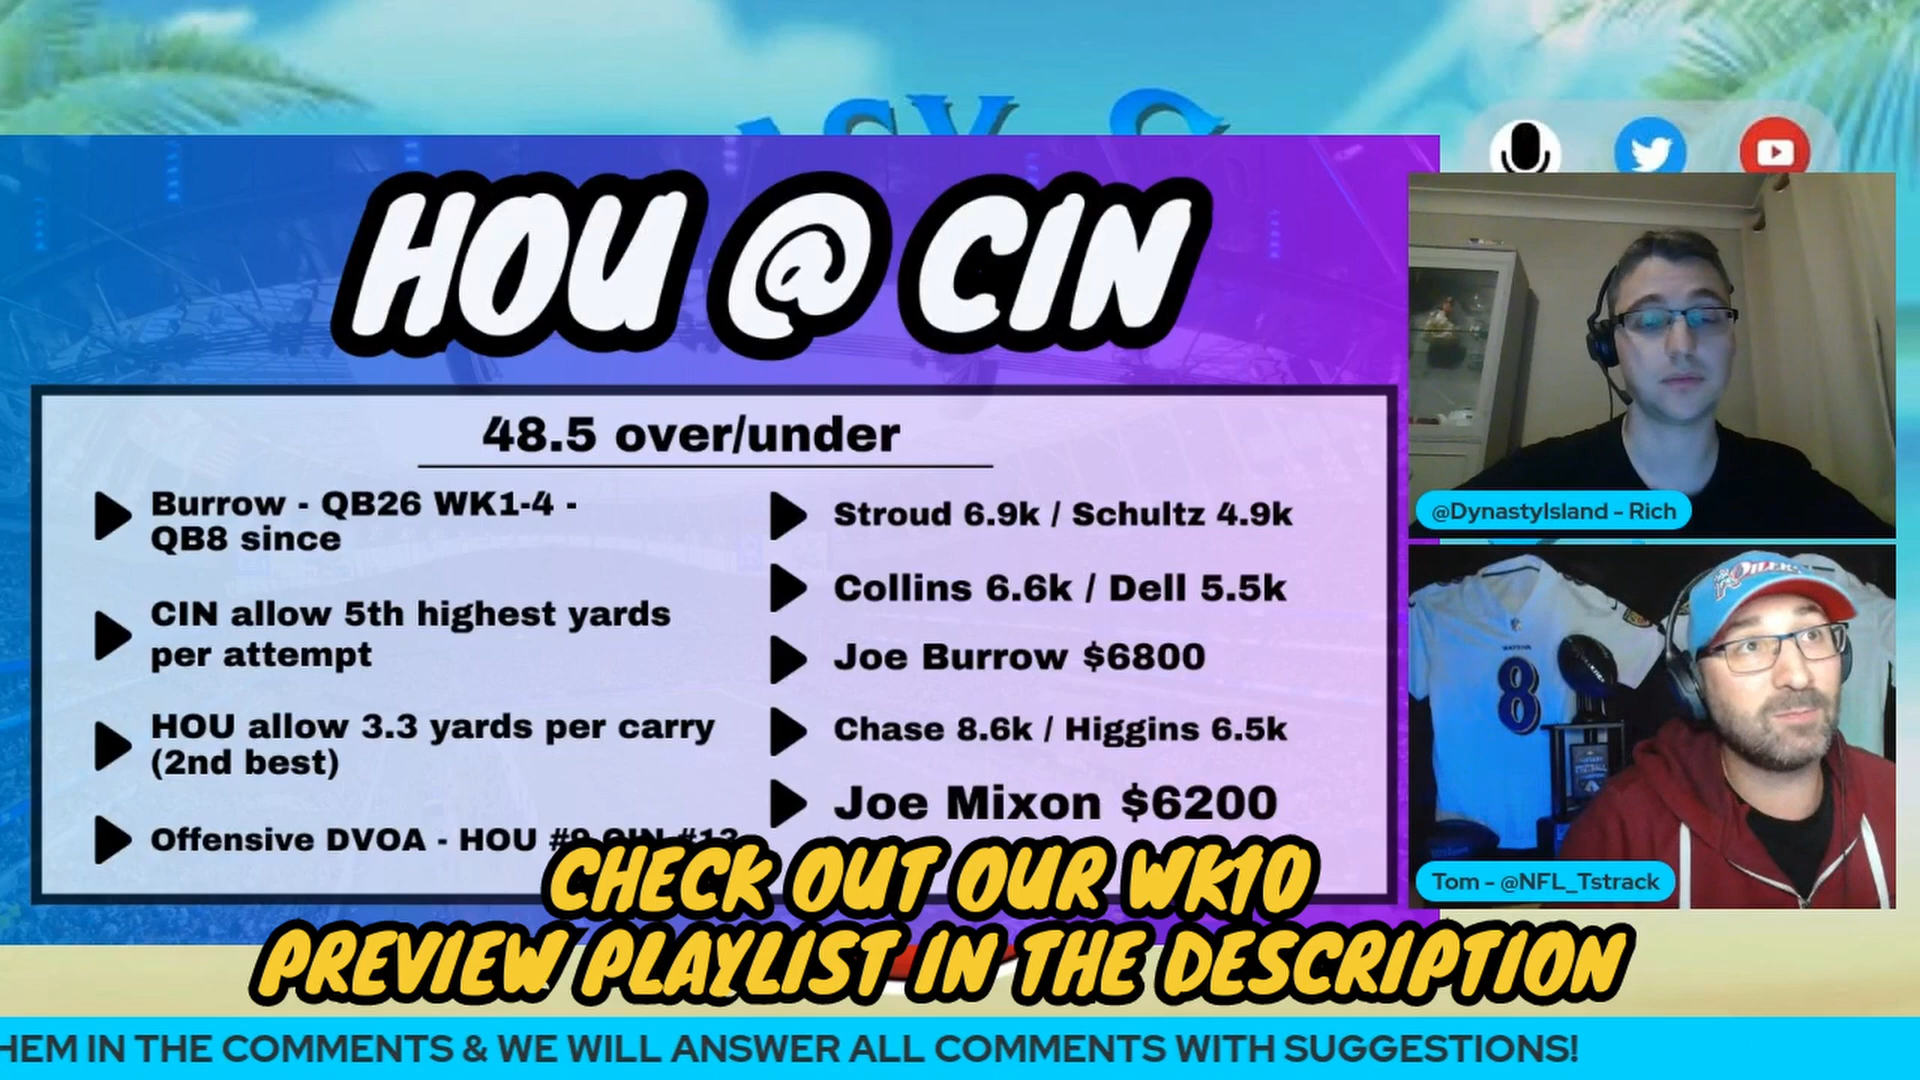 HOU @ CIN
48.5 over/under
Burrow - QB26 WK1-4 -
QB8 since
CIN allow 5th highest yards
per attempt
HOU allow 3.3 yards per carry
(2nd best)
Offensive DVOA - HOU #9 CIN #13
Stroud 6.9k / Schultz 4.9k
Collins 6.6k / Dell 5.5k
Joe Burrow $6800
Chase 8.6k / Higgins 6.5k
Joe Mixon $6200
@DynastyIsland - Rich
8
Tom - @NFL_Tstrack
CHECK OUT OUR WK10
PREVIEW PLAYLIST IN THE DESCRIPTION
HEM IN THE COMMENTS & WE WILL ANSWER ALL COMMENTS WITH SUGGESTIONS!